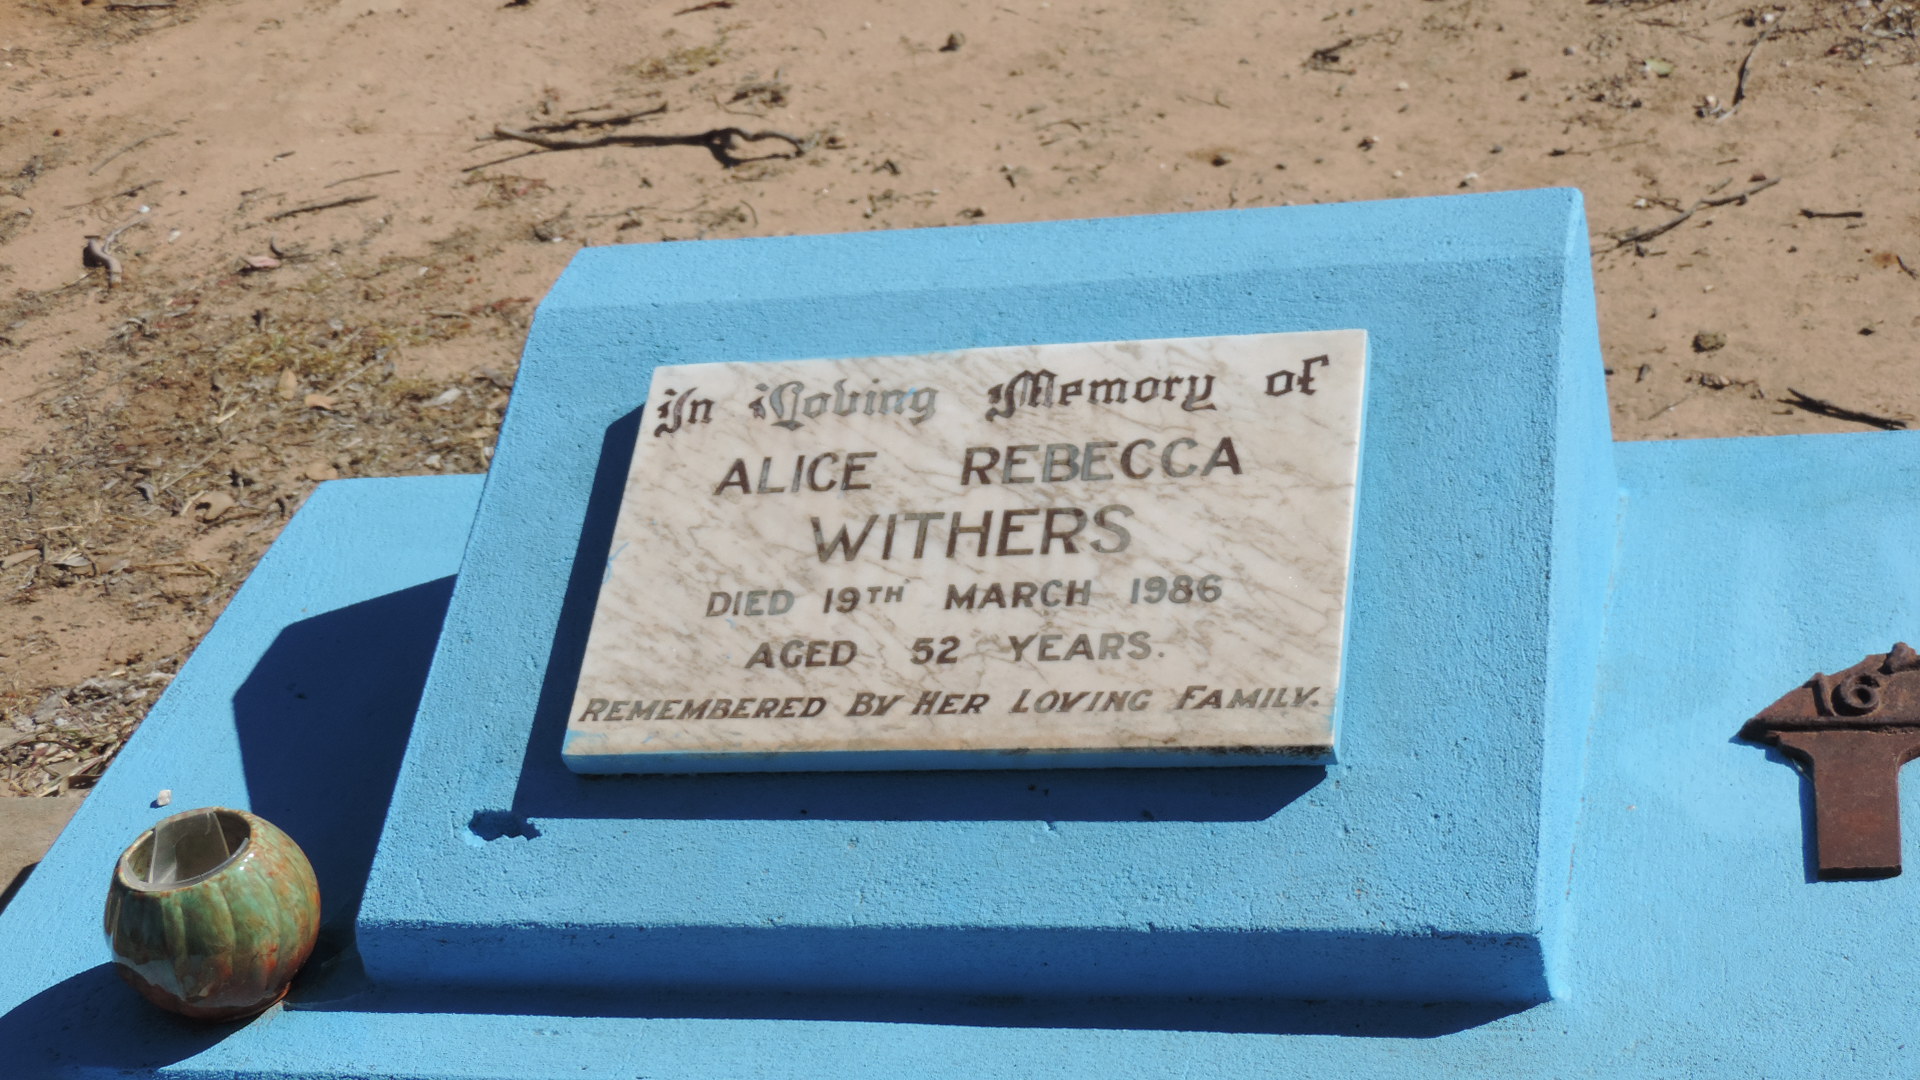 In Loving Memory of
ALICE REBECCA
WITHERS
DIED 19TH MARCH 1986
AGED 52 YEARS.
REMEMBERED BY HER LOVING FAMILY.
16